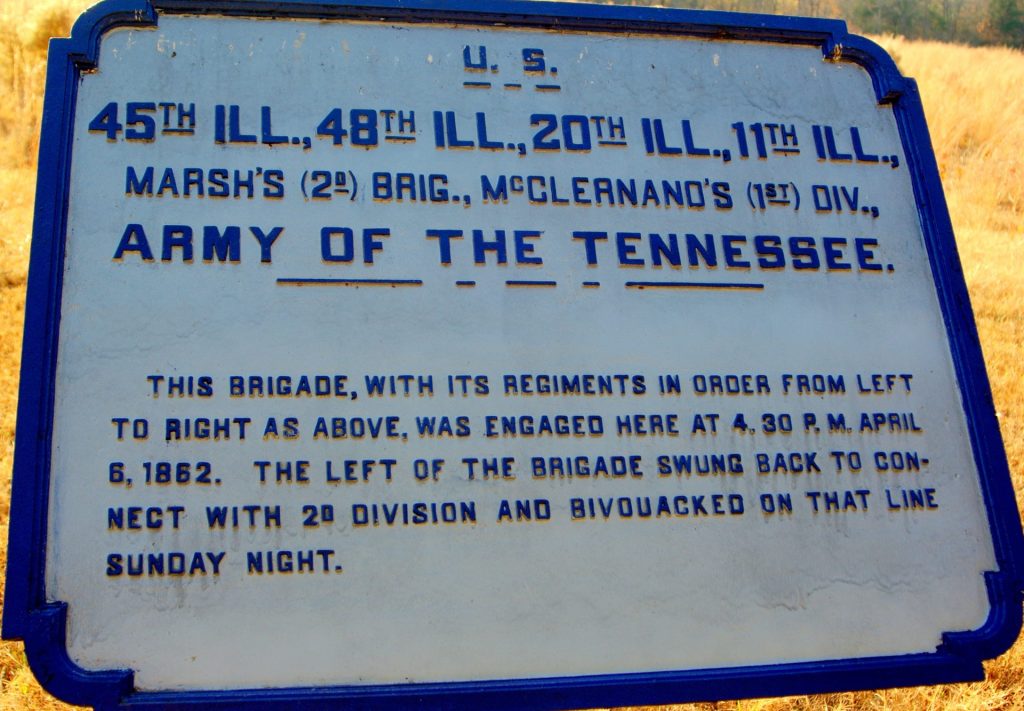 U. S.
45TH ILL., 48TH ILL., 20TH ILL., 11TH ILL.,
MARSH'S (2D) BRIG., McCLERNAND'S (1ST) DIV.,
ARMY OF THE TENNESSEE.
THIS BRIGADE, WITH ITS REGIMENTS IN ORDER FROM LEFT
TO RIGHT AS ABOVE, WAS ENGAGED HERE AT 4.30 P.M. APRIL
6, 1862. THE LEFT OF THE BRIGADE SWUNG BACK TO CON-
NECT WITH 2D DIVISION AND BIVOUACKED ON THAT LINE
SUNDAY NIGHT.